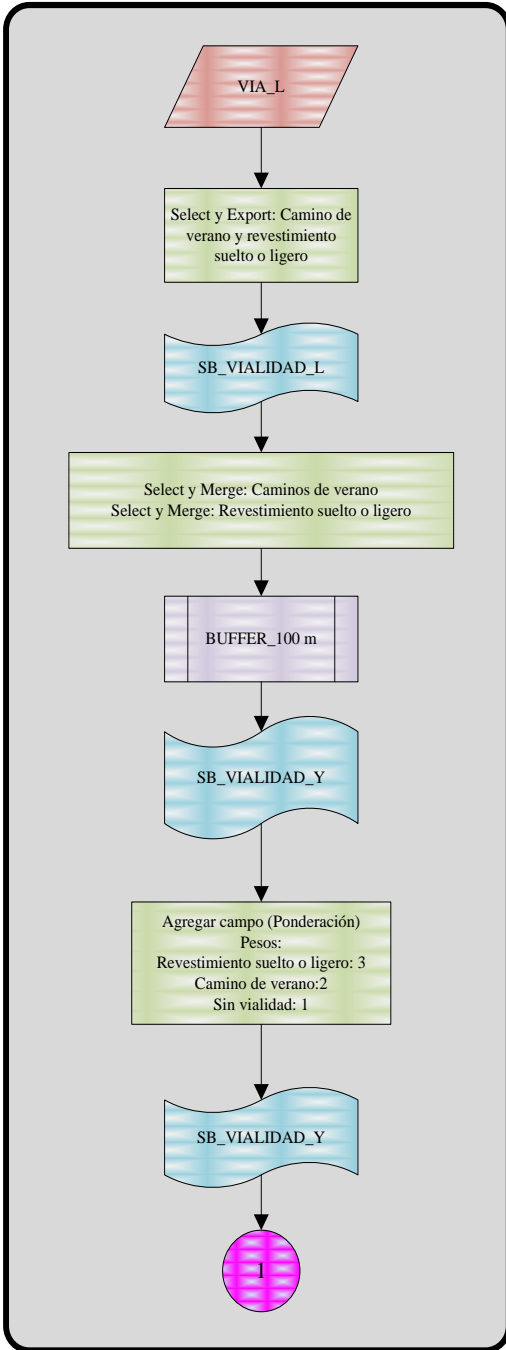 VIA_L
Select y Export: Camino de
verano y revestimiento
suelto o ligero
SB_VIALIDAD_L
Select y Merge: Caminos de verano
Select y Merge: Revestimiento suelto o ligero
BUFFER_100 m
SB_VIALIDAD_Y
Agregar campo (Ponderación)
Pesos:
Revestimiento suelto o ligero: 3
Camino de verano:2
Sin vialidad: 1
SB_VIALIDAD_Y
1